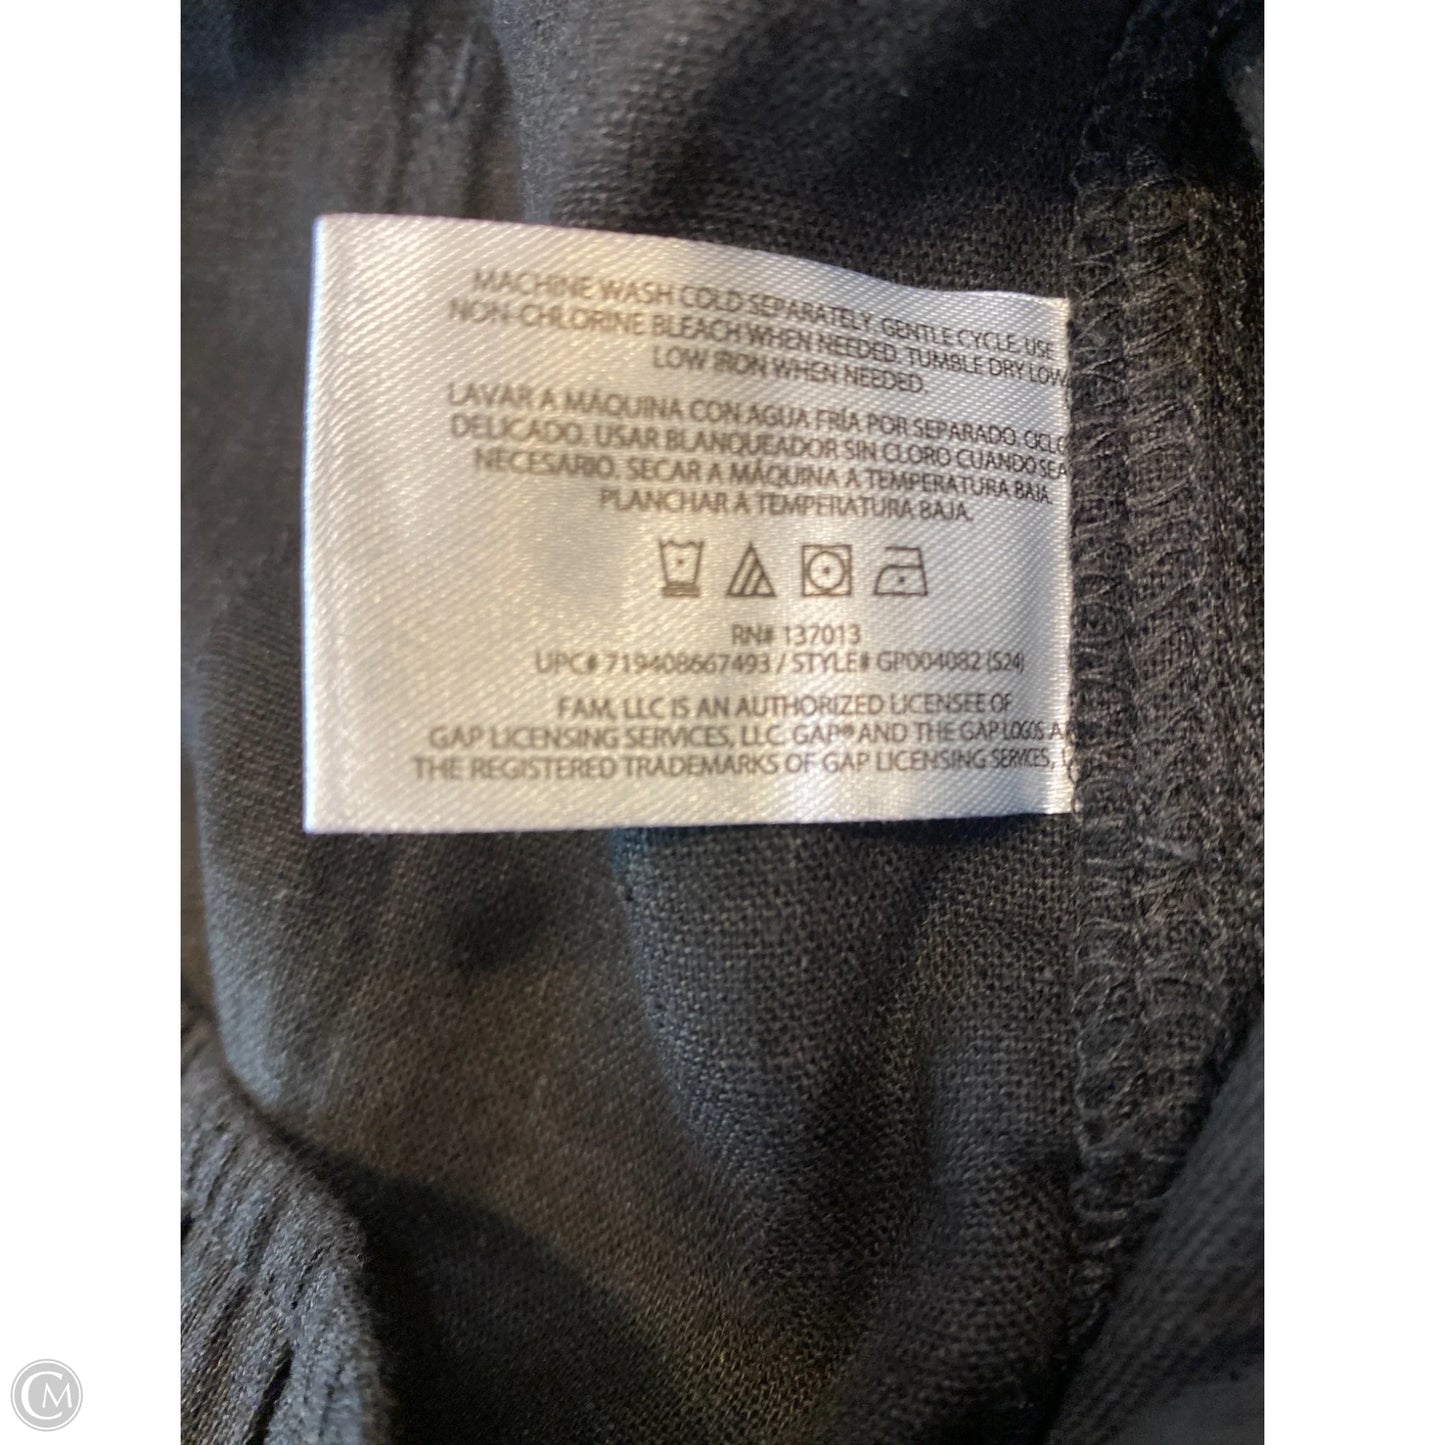 MACHINE WASH COLD SEPARATELY. GENTLE CYCLE. USE
NON-CHLORINE BLEACH WHEN NEEDED. TUMBLE DRY LOW
LOW IRON WHEN NEEDED.
LAVAR A MÁQUINA CON AGUA FRÍA POR SEPARADO. CICLO
DELICADO. USAR BLANQUEADOR SIN CLORO CUANDO SEA
NECESARIO. SECAR A MÁQUINA A TEMPERATURA BAJA.
PLANCHAR A TEMPERATURA BAJA.
RN# 137013
UPC# 719408667493 / STYLE# GP004082 (S24)
FAM, LLC IS AN AUTHORIZED LICENSEE OF
GAP LICENSING SERVICES, LLC. GAP® AND THE GAP LOGOS
THE REGISTERED TRADEMARKS OF GAP LICENSING SERVICES,
CM